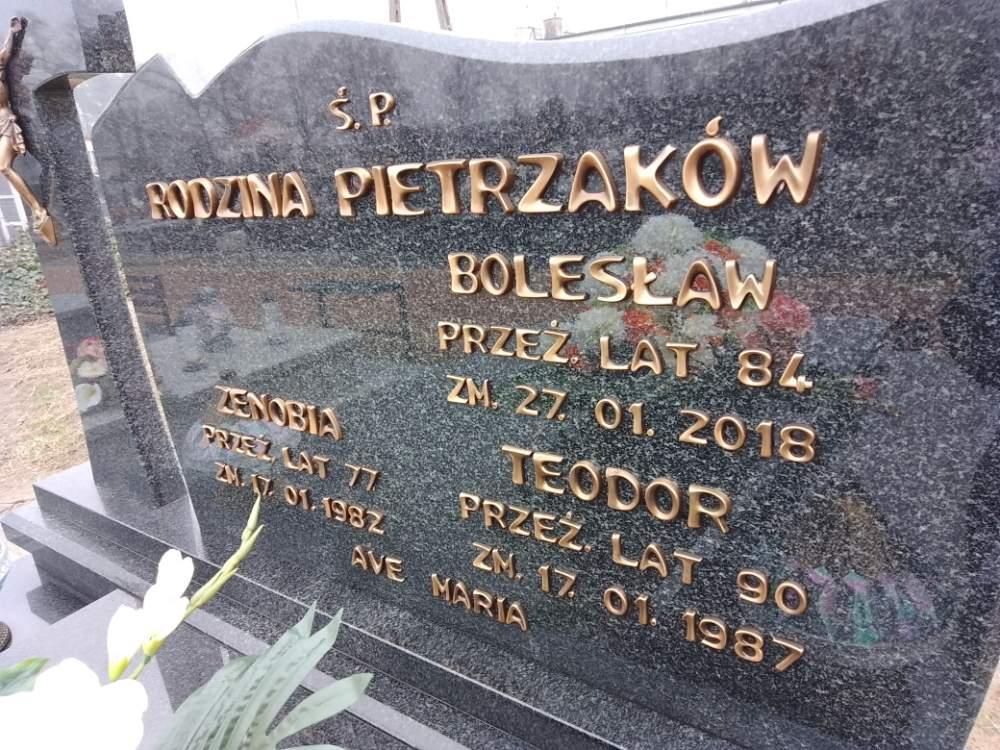 Ś. P.
RODZINA PIETRZAKÓW
BOLESŁAW
PRZEŻ. LAT 84
ZM. 27. 01. 2018
ZENOBIA
PRZEŻ. LAT 77
ZM. 17. 01. 1982
TEODOR
PRZEŻ. LAT 90
ZM. 17. 01. 1987
AVE MARIA